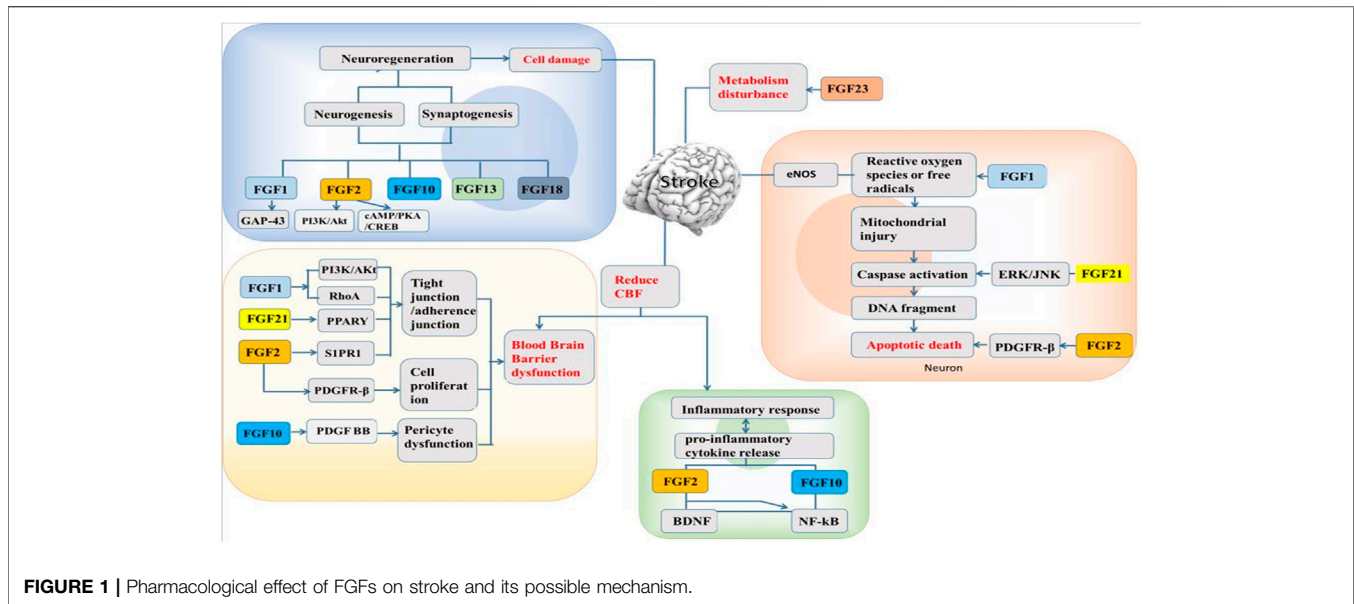 Neuroregeneration
Cell damage
Neurogenesis
Synaptogenesis
FGF1
FGF2
FGF10
FGF13
FGF18
GAP-43
PI3K/Akt
cAMP/PKA
/CREB
Metabolism
disturbance
FGF23
Stroke
eNOS
Reactive oxygen
species or free
radicals
FGF1
Mitochondrial
injury
Caspase activation
ERK/JNK
FGF21
DNA fragment
Apoptotic death
PDGFR-β
FGF2
Neuron
FGF1
PI3K/AKt
RhoA
FGF21
PPARY
FGF2
S1PR1
Tight
junction
/adherence
junction
PDGFR-β
Cell
proliferat
ion
FGF10
PDGF BB
Pericyte
dysfunction
Reduce
CBF
Blood Brain
Barrier
dysfunction
Inflammatory response
pro-inflammatory
cytokine release
FGF2
FGF10
BDNF
NF-kB
FIGURE 1 | Pharmacological effect of FGFs on stroke and its possible mechanism.